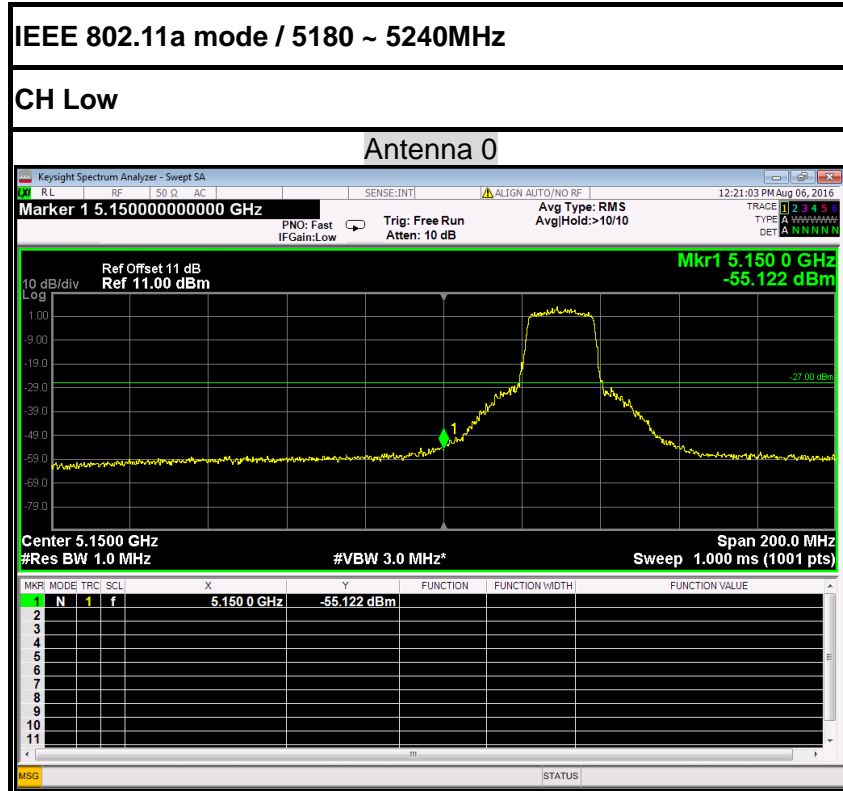 IEEE 802.11a mode / 5180 ~ 5240MHz
CH Low
Antenna 0
Keysight Spectrum Analyzer - Swept SA
RL RF 50 Ω AC SENSE:INT ALIGN AUTO/NO RF 12:21:03 PM Aug 06, 2016
Marker 1 5.150000000000 GHz
PNO: Fast
IFGain:Low
Trig: Free Run
Atten: 10 dB
Avg Type: RMS
Avg|Hold:>10/10
TRACE 1 2 3 4 5 6
TYPE A WWWWW
DET A N N N N N
Mkr1 5.150 0 GHz
-55.122 dBm
Ref Offset 11 dB
10 dB/div Ref 11.00 dBm
Log
1.00
-9.00
-19.0
-27.00 dBm
-29.0
-39.0
-49.0
1
-59.0
-69.0
-79.0
Center 5.1500 GHz Span 200.0 MHz
#Res BW 1.0 MHz #VBW 3.0 MHz* Sweep 1.000 ms (1001 pts)
MKR MODE TRC SCL X Y FUNCTION FUNCTION WIDTH FUNCTION VALUE
1 N 1 f 5.150 0 GHz -55.122 dBm
2
3
4
5
6
7
8
9
10
11
MSG STATUS